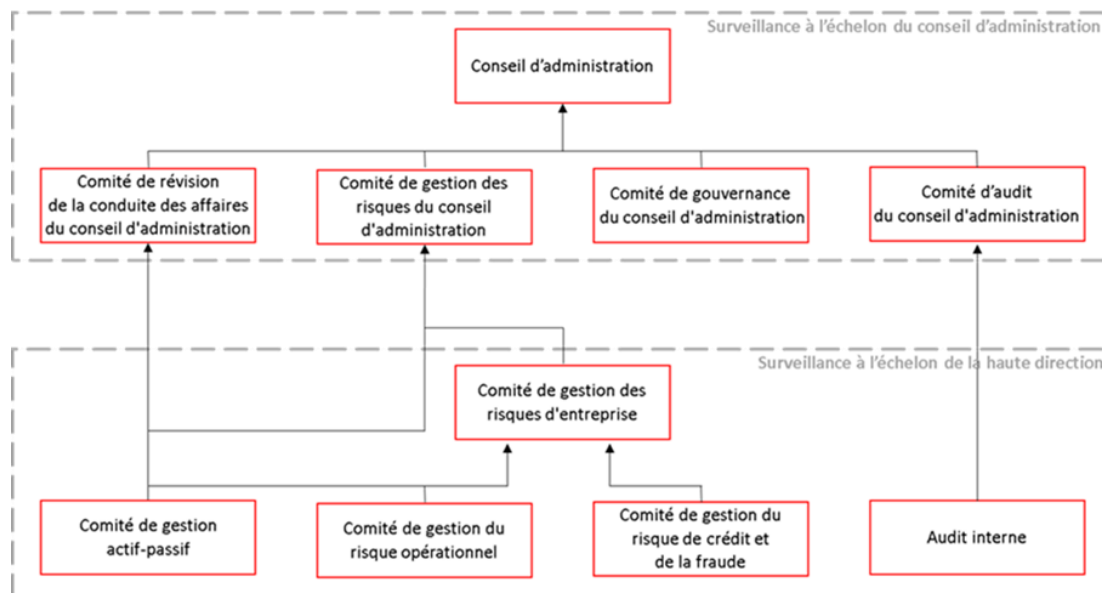 Surveillance à l'échelon du conseil d'administration
Conseil d'administration
Comité de révision
de la conduite des affaires
du conseil d'administration
Comité de gestion des
risques du conseil
d'administration
Comité de gouvernance
du conseil d'administration
Comité d'audit
du conseil d'administration
Surveillance à l'échelon de la haute direction
Comité de gestion des
risques d'entreprise
Comité de gestion
actif-passif
Comité de gestion du
risque opérationnel
Comité de gestion du
risque de crédit et
de la fraude
Audit interne